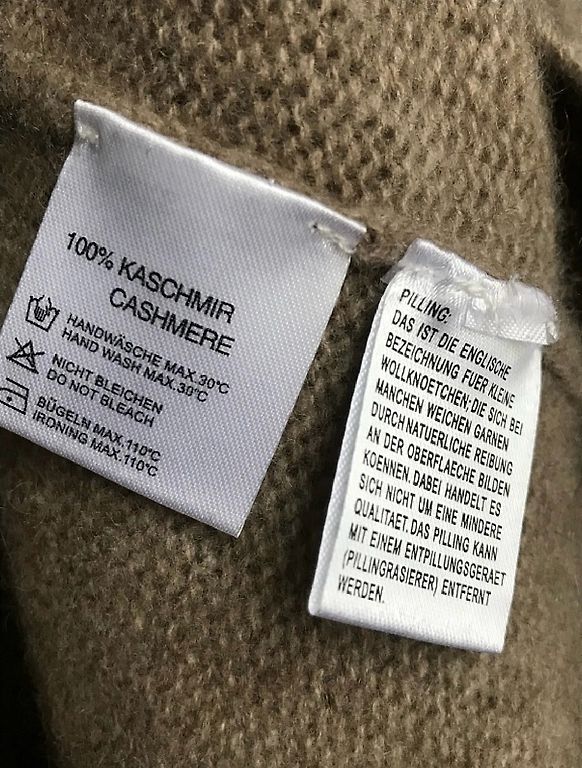 100% KASCHMIR
CASHMERE
HANDWÄSCHE MAX.30°C
HAND WASH MAX.30°C
NICHT BLEICHEN
DO NOT BLEACH
BÜGELN MAX.110°C
IRDNING MAX.110°C
PILLING:
DAS IST DIE ENGLISCHE
BEZEICHNUNG FUER KLEINE
WOLLKNOETCHEN,DIE SICH BEI
MANCHEN WEICHEN GARNEN
DURCH NATUERLICHE REIBUNG
AN DER OBERFLAECHE BILDEN
KOENNEN. DABEI HANDELT ES
SICH NICHT UM EINE MINDERE
QUALITAET. DAS PILLING KANN
MIT EINEM ENTPILLUNGSGERAET
(PILLINGRASIERER) ENTFERNT
WERDEN.